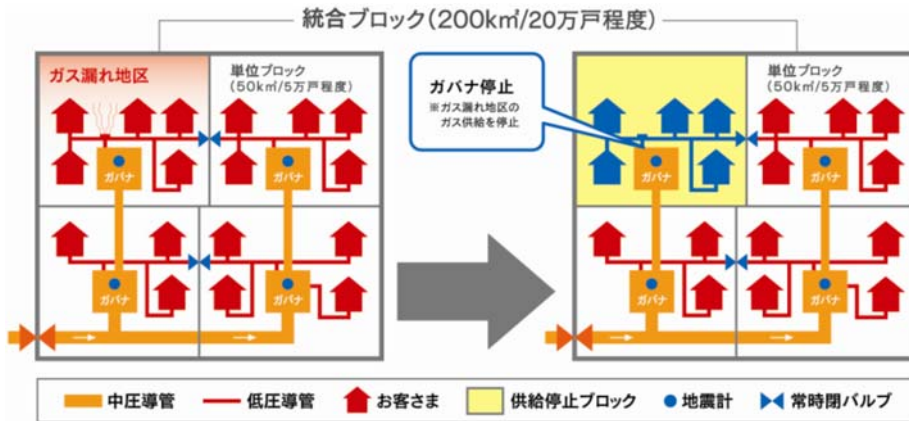 統合ブロック(200k㎡/20万戸程度)
ガス漏れ地区
単位ブロック
(50k㎡/5万戸程度)
ガバナ
ガバナ
ガバナ
ガバナ
ガバナ停止
※ガス漏れ地区の
ガス供給を停止
単位ブロック
(50k㎡/5万戸程度)
ガバナ
ガバナ
ガバナ
ガバナ
中圧導管
低圧導管
お客さま
供給停止ブロック
地震計
常時閉バルブ